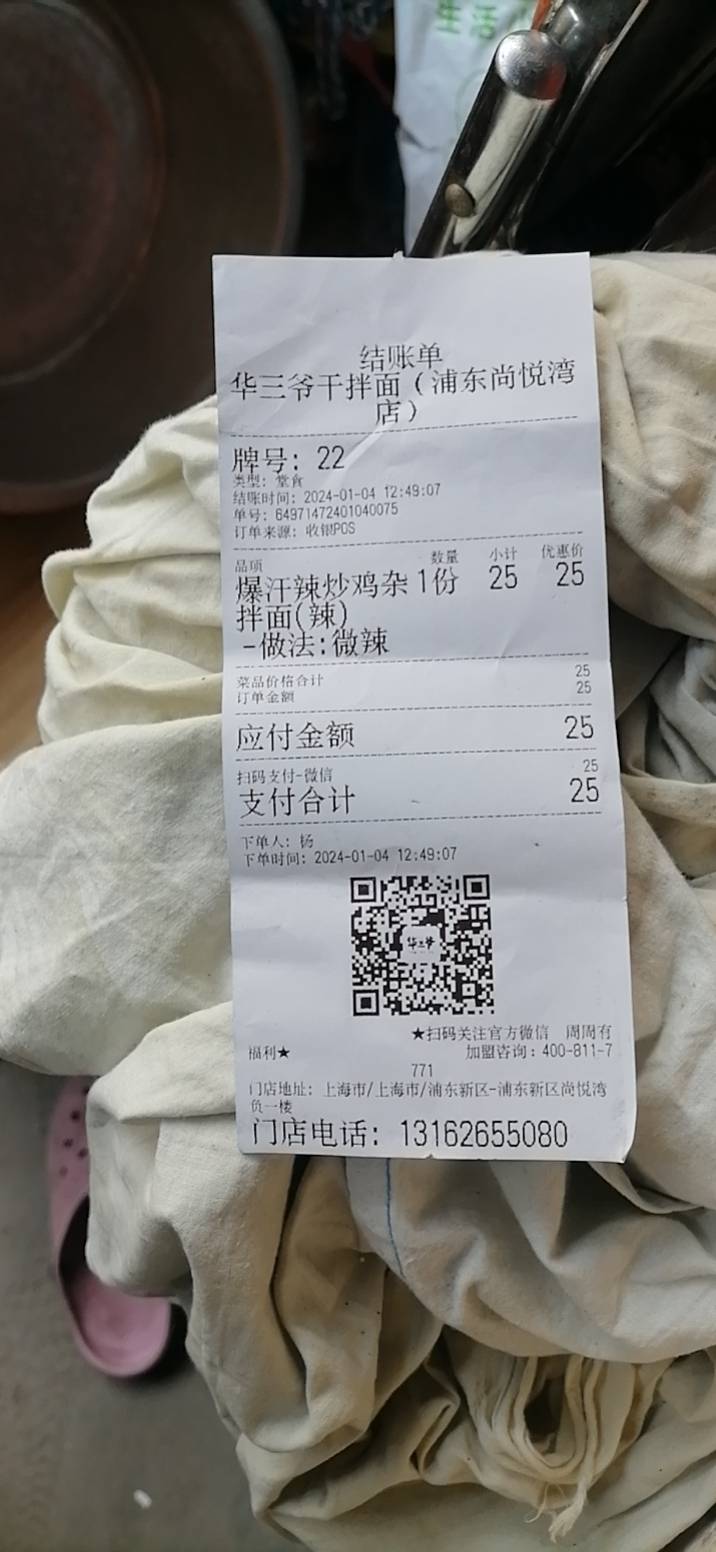 生活
结账单
华三爷干拌面(浦东尚悦湾
店)
牌号: 22
类型: 堂食
结账时间: 2024-01-04 12:49:07
单号: 64971472401040075
订单来源: 收银POS
品项 数量 小计 优惠价
爆汗辣炒鸡杂 1份 25 25
拌面(辣)
-做法:微辣
菜品价格合计 25
订单金额 25
应付金额 25
扫码支付-微信 25
支付合计 25
下单人: 杨
下单时间: 2024-01-04 12:49:07
华三爷
★扫码关注官方微信 周周有
福利★ 加盟咨询: 400-811-7
771
门店地址: 上海市/上海市/浦东新区-浦东新区尚悦湾
负一楼
门店电话: 13162655080